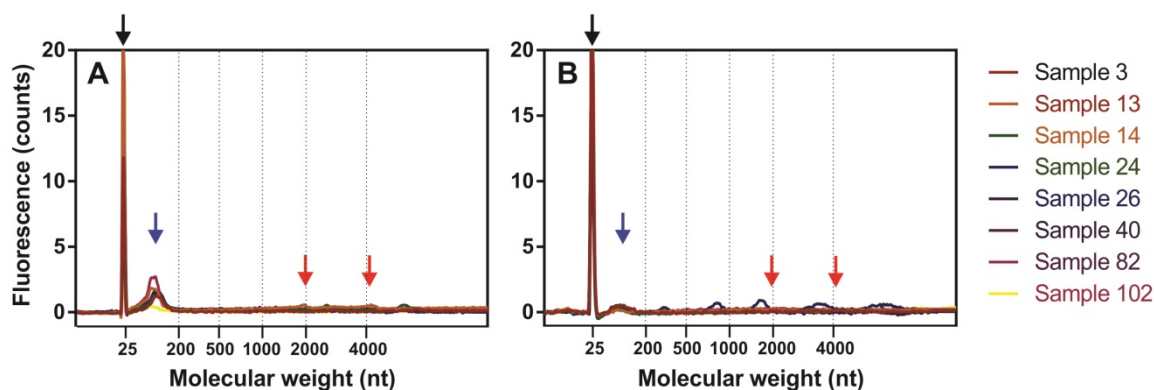 A
B
Fluorescence (counts)
20
15
10
5
0
25 200 500 1000 2000 4000
Molecular weight (nt)
20
15
10
5
0
25 200 500 1000 2000 4000
Molecular weight (nt)
Sample 3
Sample 13
Sample 14
Sample 24
Sample 26
Sample 40
Sample 82
Sample 102